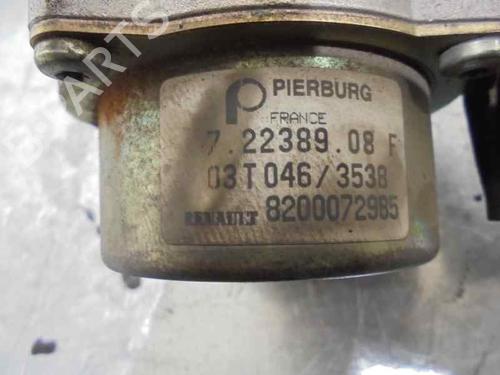 PIERBURG
FRANCE
7.22389.08 F
03T046/3538
RENAULT 8200072985